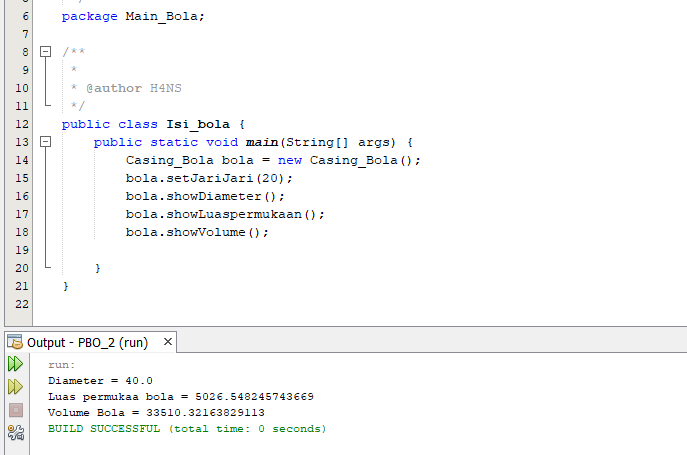 6 package Main_Bola;
7
8 /**
9 *
10 * @author H4NS
11 */
12 public class Isi_bola {
13 public static void main(String[] args) {
14 Casing_Bola bola = new Casing_Bola();
15 bola.setJariJari(20);
16 bola.showDiameter();
17 bola.showLuaspermukaan();
18 bola.showVolume();
19
20 }
21 }
22
Output - PBO_2 (run) ×
run:
Diameter = 40.0
Luas permukaa bola = 5026.548245743669
Volume Bola = 33510.32163829113
BUILD SUCCESSFUL (total time: 0 seconds)